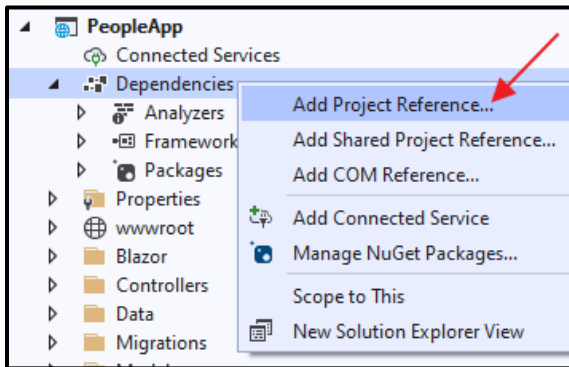 PeopleApp
Connected Services
Dependencies
Analyzers
Framework
Packages
Properties
wwwroot
Blazor
Controllers
Data
Migrations
Add Project Reference...
Add Shared Project Reference...
Add COM Reference...
Add Connected Service
Manage NuGet Packages...
Scope to This
New Solution Explorer View